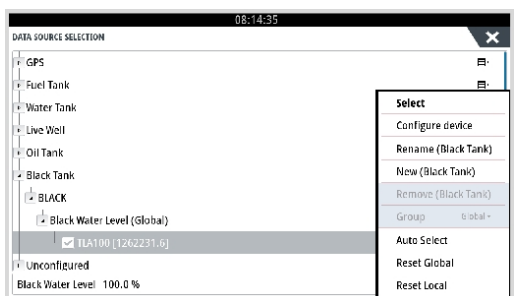 08:14:35
DATA SOURCE SELECTION
GPS
Fuel Tank
Water Tank
Live Well
Oil Tank
Black Tank
BLACK
Black Water Level (Global)
TLA100 [1262231.6]
Unconfigured
Black Water Level 100.0 %
Select
Configure device
Rename (Black Tank)
New (Black Tank)
Remove (Black Tank)
Group Global
Auto Select
Reset Global
Reset Local